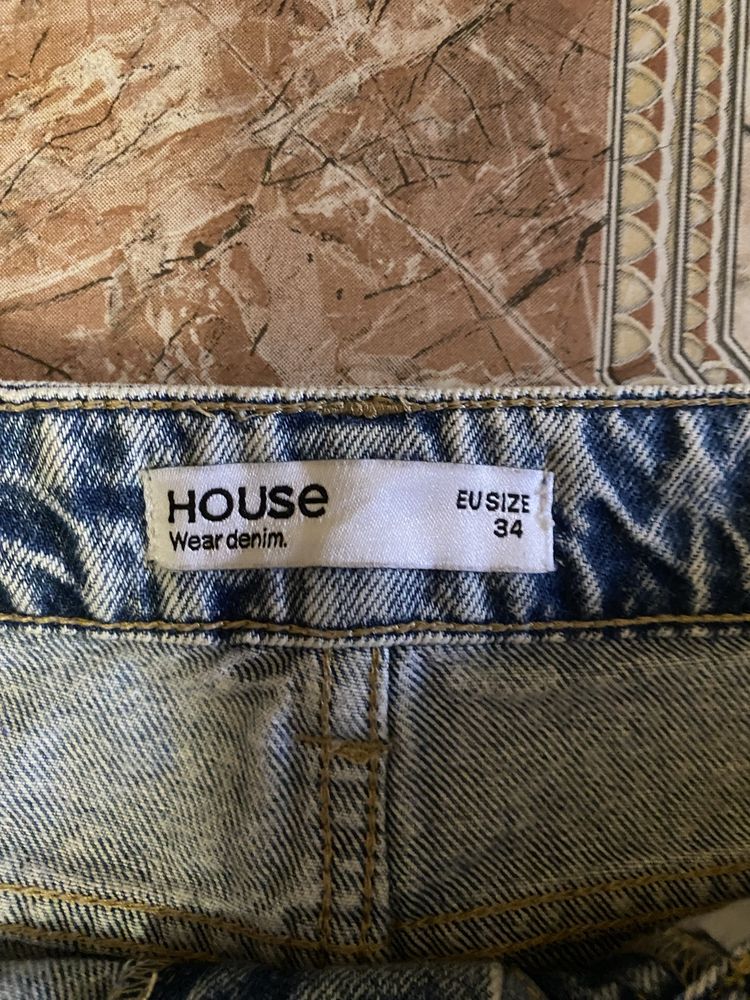 House
Wear denim.
EU SIZE
34